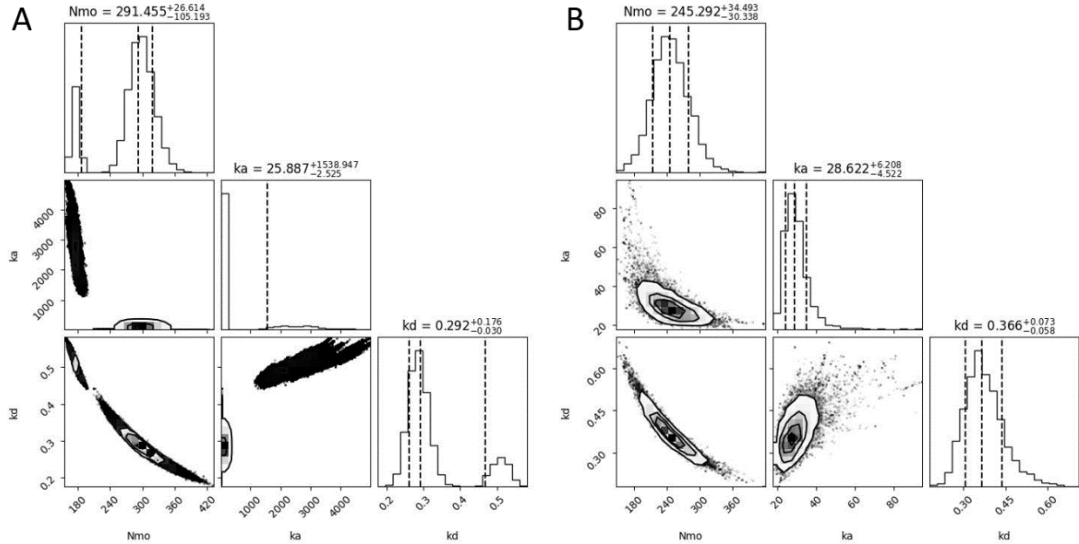 A
B
Nmo = 291.455 +26.614 −105.193
Nmo = 245.292 +34.493 −30.338
ka = 25.887 +1538.947 −2.525
ka = 28.622 +6.208 −4.522
kd = 0.292 +0.176 −0.030
kd = 0.366 +0.073 −0.058
ka
4000
3000
2000
1000
kd
0.5
0.4
0.3
0.2
180 240 300 360 420
Nmo
1000 2000 3000 4000
ka
0.2 0.3 0.4 0.5
kd
ka
80
60
40
20
kd
0.60
0.45
0.30
180 240 300 360
Nmo
20 40 60 80
ka
0.30 0.45 0.60
kd